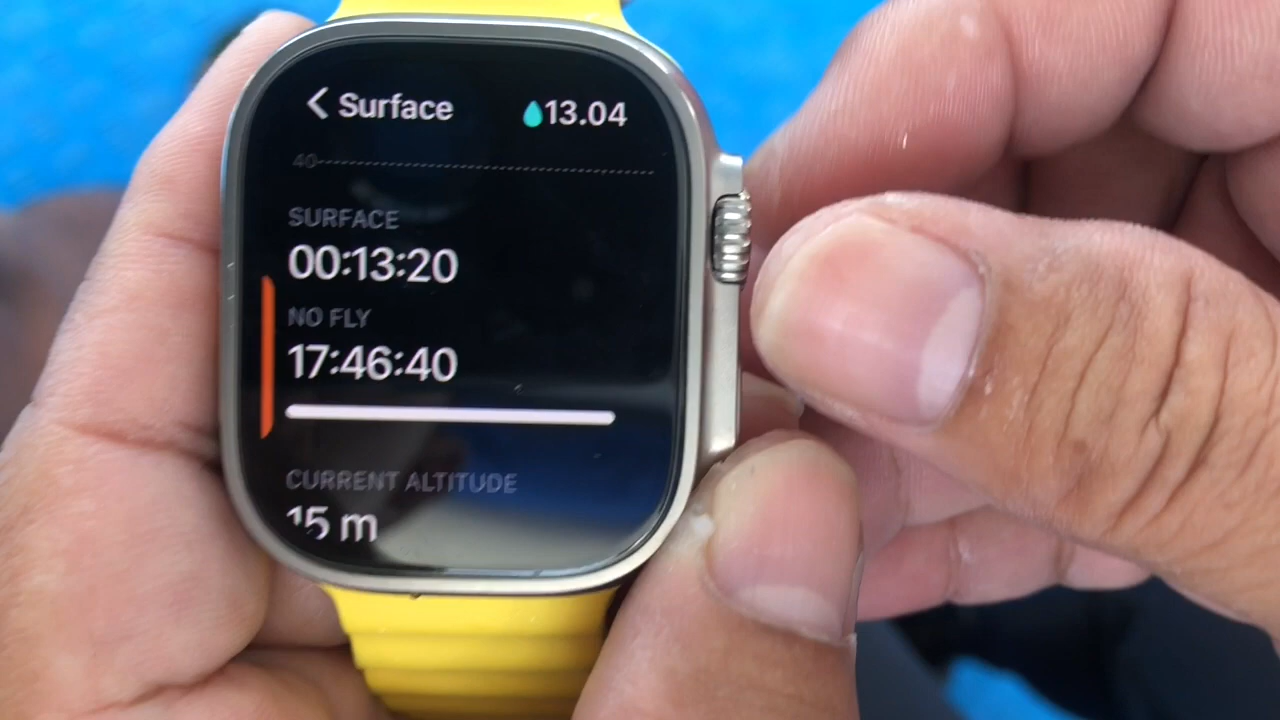 Surface 13.04
40
SURFACE
00:13:20
NO FLY
17:46:40
CURRENT ALTITUDE
15 m